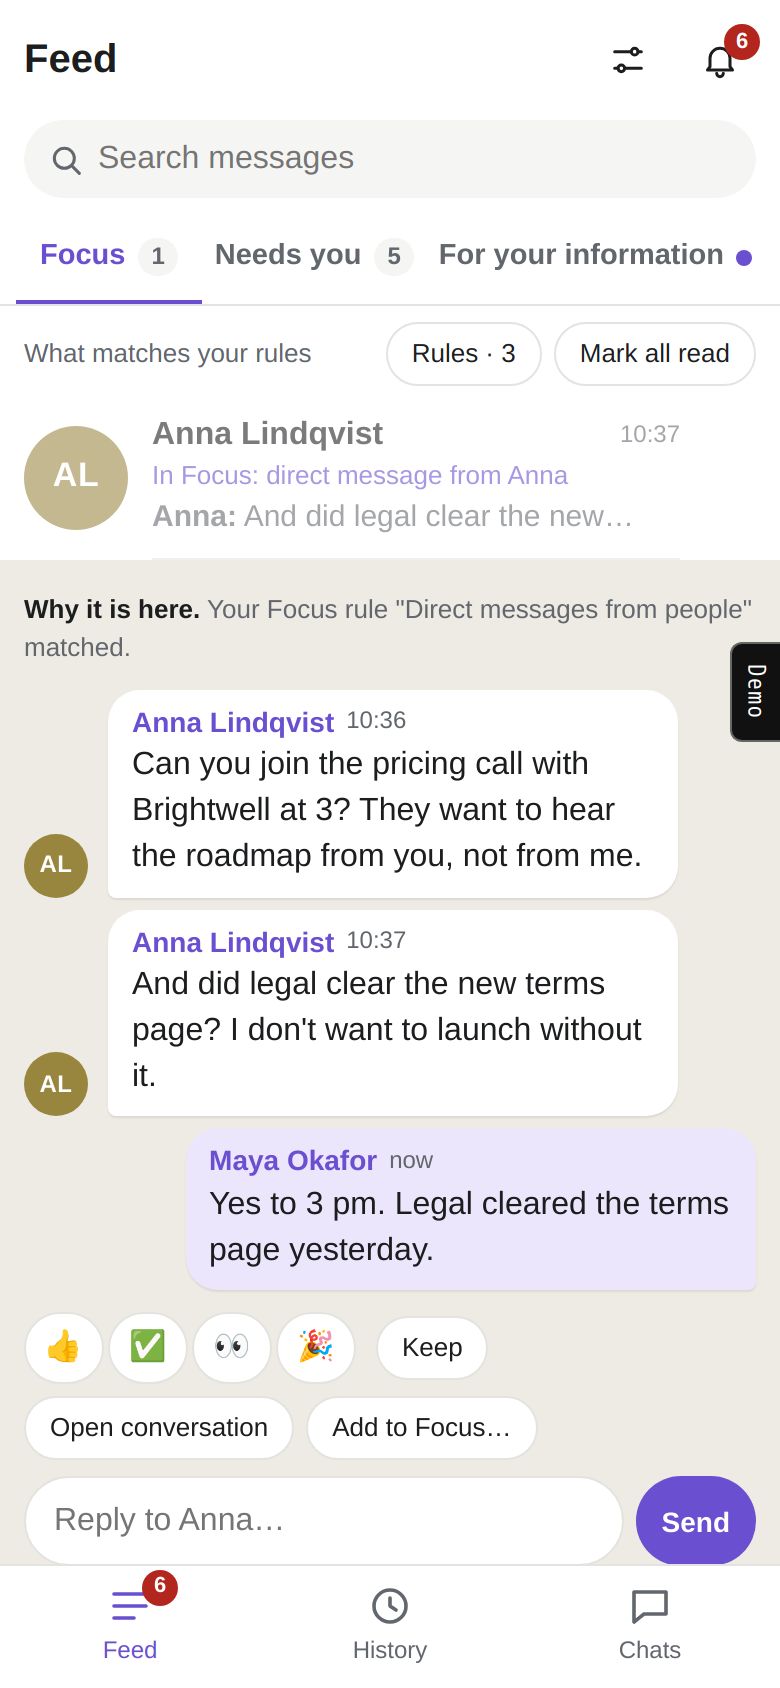 Feed
6
Search messages
Focus 1 Needs you 5 For your information
What matches your rules Rules · 3 Mark all read
AL
Anna Lindqvist 10:37
In Focus: direct message from Anna
Anna: And did legal clear the new…
Why it is here. Your Focus rule "Direct messages from people"
matched.
Demo
Anna Lindqvist 10:36
Can you join the pricing call with
Brightwell at 3? They want to hear
the roadmap from you, not from me.
AL
Anna Lindqvist 10:37
And did legal clear the new terms
page? I don't want to launch without
it.
AL
Maya Okafor now
Yes to 3 pm. Legal cleared the terms
page yesterday.
👍 ✅ 👀 🎉 Keep
Open conversation Add to Focus…
Reply to Anna… Send
6
Feed History Chats